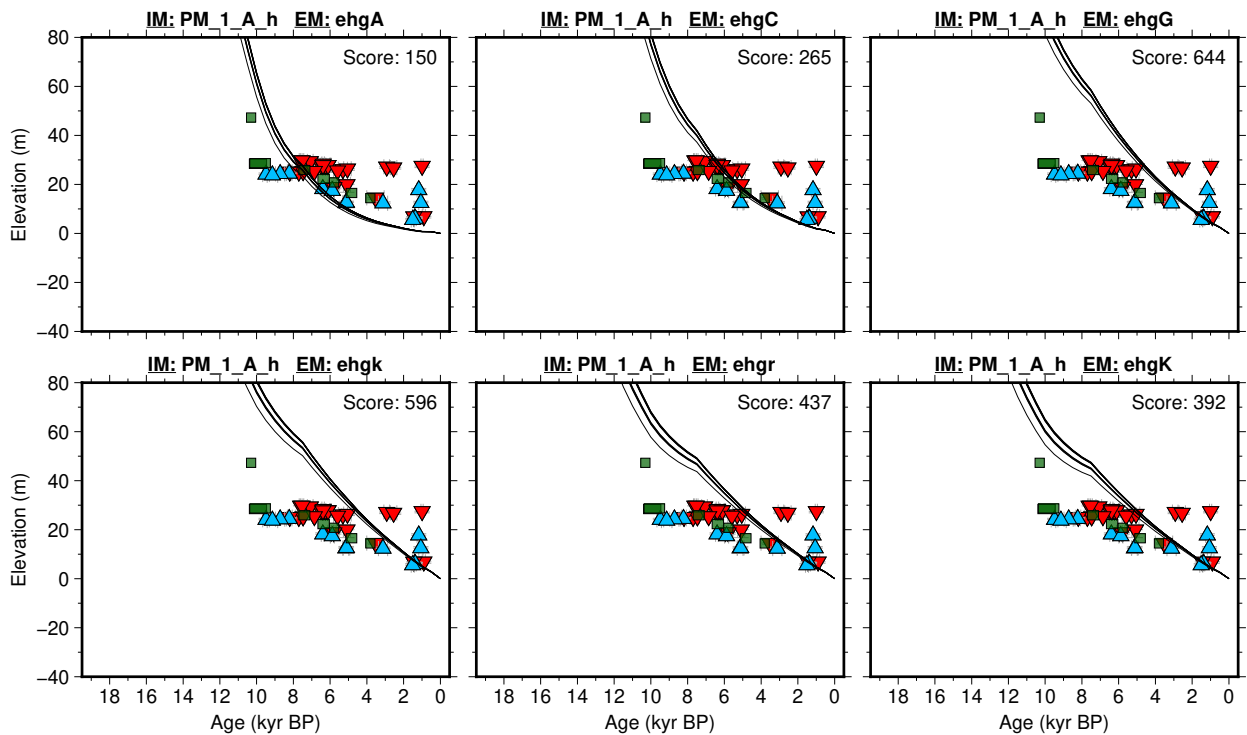 IM: PM_1_A_h EM: ehgA
IM: PM_1_A_h EM: ehgC
IM: PM_1_A_h EM: ehgG
80
60
40
20
0
−20
−40
Elevation (m)
Score: 150
Score: 265
Score: 644
IM: PM_1_A_h EM: ehgk
IM: PM_1_A_h EM: ehgr
IM: PM_1_A_h EM: ehgK
80
60
40
20
0
−20
−40
Elevation (m)
Score: 596
Score: 437
Score: 392
18 16 14 12 10 8 6 4 2 0
18 16 14 12 10 8 6 4 2 0
18 16 14 12 10 8 6 4 2 0
Age (kyr BP)
Age (kyr BP)
Age (kyr BP)